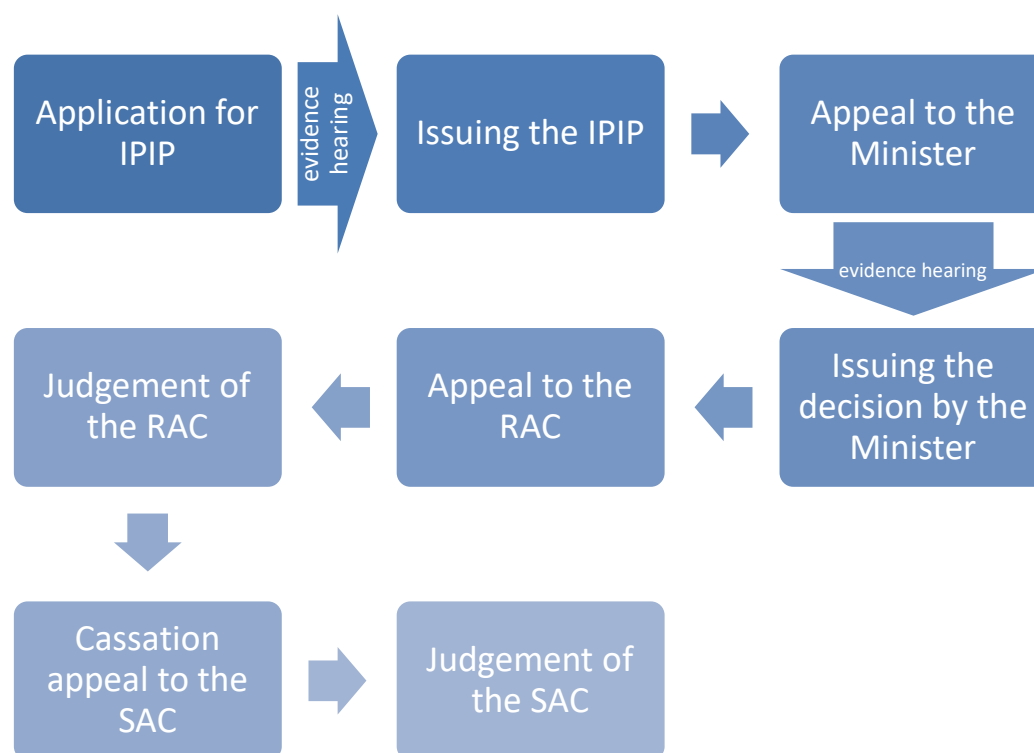 Application for
IPIP
evidence
hearing
Issuing the IPIP
Appeal to the
Minister
evidence hearing
Issuing the
decision by the
Minister
Appeal to the
RAC
Judgement of
the RAC
Cassation
appeal to the
SAC
Judgement of
the SAC